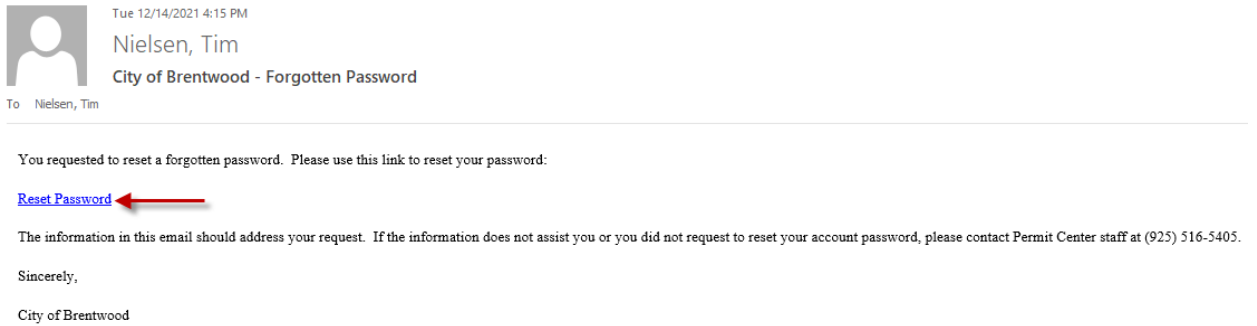 Tue 12/14/2021 4:15 PM
Nielsen, Tim
City of Brentwood - Forgotten Password
To Nielsen, Tim
You requested to reset a forgotten password. Please use this link to reset your password:
Reset Password
The information in this email should address your request. If the information does not assist you or you did not request to reset your account password, please contact Permit Center staff at (925) 516-5405.
Sincerely,
City of Brentwood